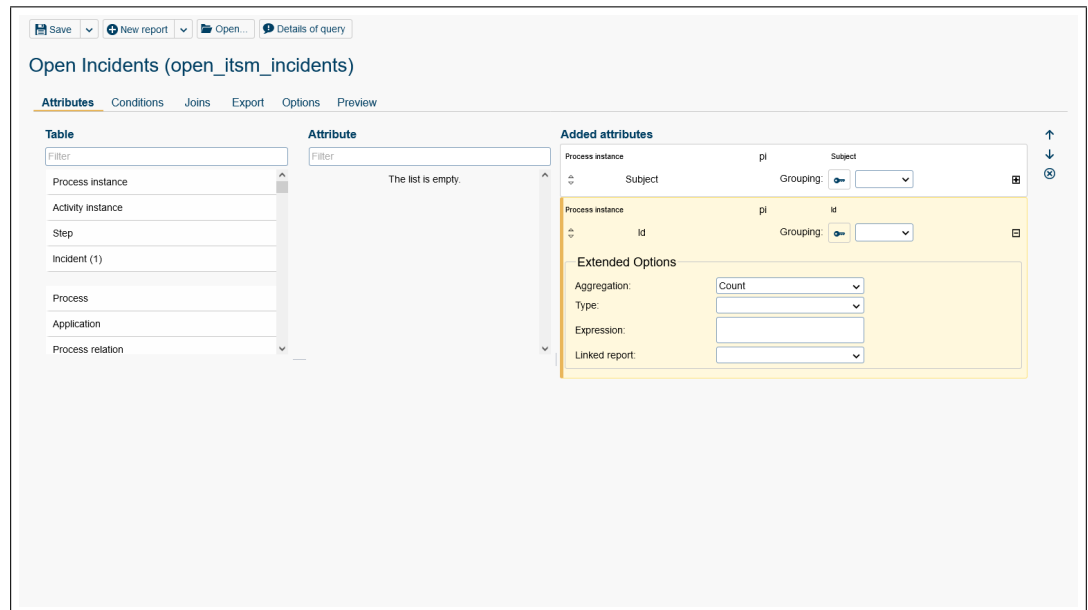 Save New report Open... Details of query
Open Incidents (open_itsm_incidents)
Attributes Conditions Joins Export Options Preview
Table
Filter
Process instance
Activity instance
Step
Incident (1)
Process
Application
Process relation
Attribute
Filter
The list is empty.
Added attributes
Process instance pi Subject
Subject Grouping:
Process instance pi Id
Id Grouping:
Extended Options
Aggregation: Count
Type:
Expression:
Linked report: